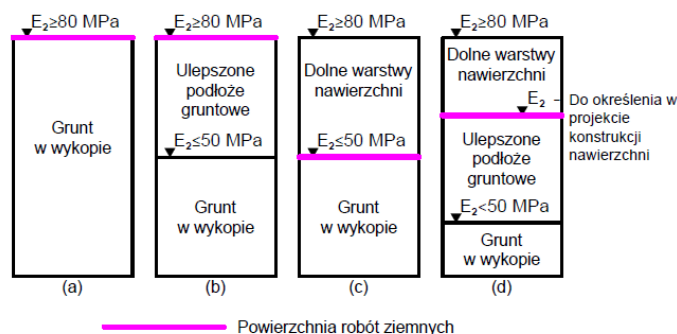 E₂≥80 MPa
Grunt
w wykopie
(a)
E₂≥80 MPa
Ulepszone
podłoże
gruntowe
E₂≤50 MPa
Grunt
w wykopie
(b)
E₂≥80 MPa
Dolne warstwy
nawierzchni
E₂≤50 MPa
Grunt
w wykopie
(c)
E₂≥80 MPa
Dolne warstwy
nawierzchni
E₂ - Do określenia w
projekcie
konstrukcji
nawierzchni
Ulepszone
podłoże
gruntowe
E₂<50 MPa
Grunt
w wykopie
(d)
Powierzchnia robót ziemnych